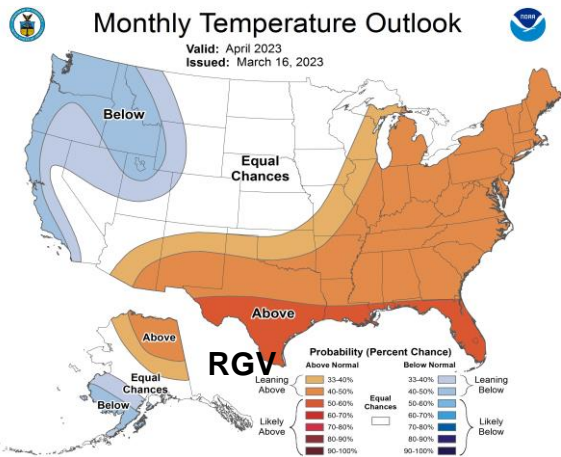 Monthly Temperature Outlook
Valid: April 2023
Issued: March 16, 2023
NOAA
Below
Equal
Chances
Above
Above
Equal
Chances
Below
RGV
Probability (Percent Chance)
Above Normal
Below Normal
Leaning
Above
33-40%
40-50%
Likely
Above
50-60%
60-70%
70-80%
80-90%
90-100%
Equal
Chances
33-40%
40-50%
Leaning
Below
50-60%
60-70%
70-80%
80-90%
90-100%
Likely
Below